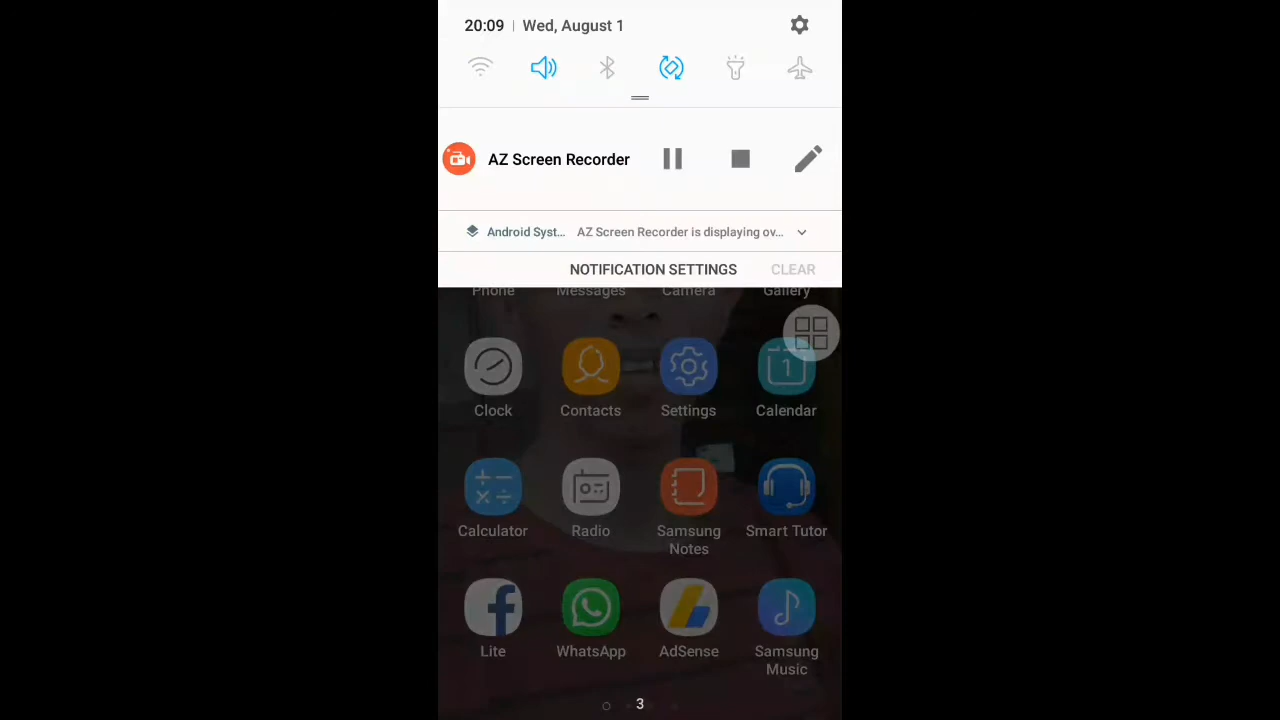 20:09 | Wed, August 1
AZ Screen Recorder
Android Syst... AZ Screen Recorder is displaying ov...
NOTIFICATION SETTINGS CLEAR
Phone Messages Camera Gallery
1
Clock Contacts Settings Calendar
Calculator Radio Samsung Notes Smart Tutor
Lite WhatsApp AdSense Samsung Music
3